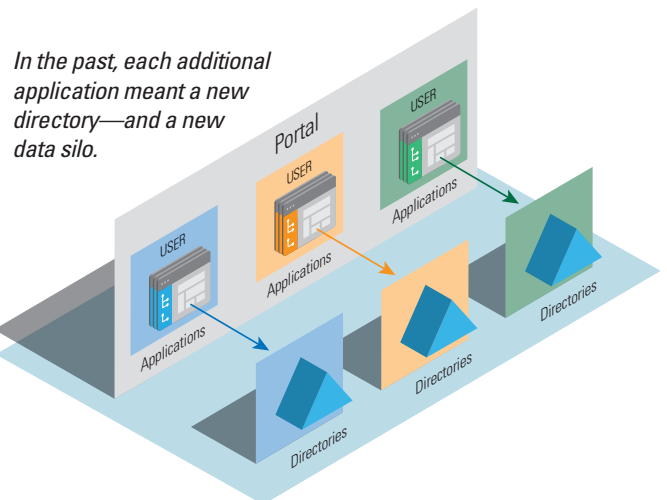 In the past, each additional
application meant a new
directory—and a new
data silo.
Portal
USER
Applications
USER
Applications
USER
Applications
Directories
Directories
Directories